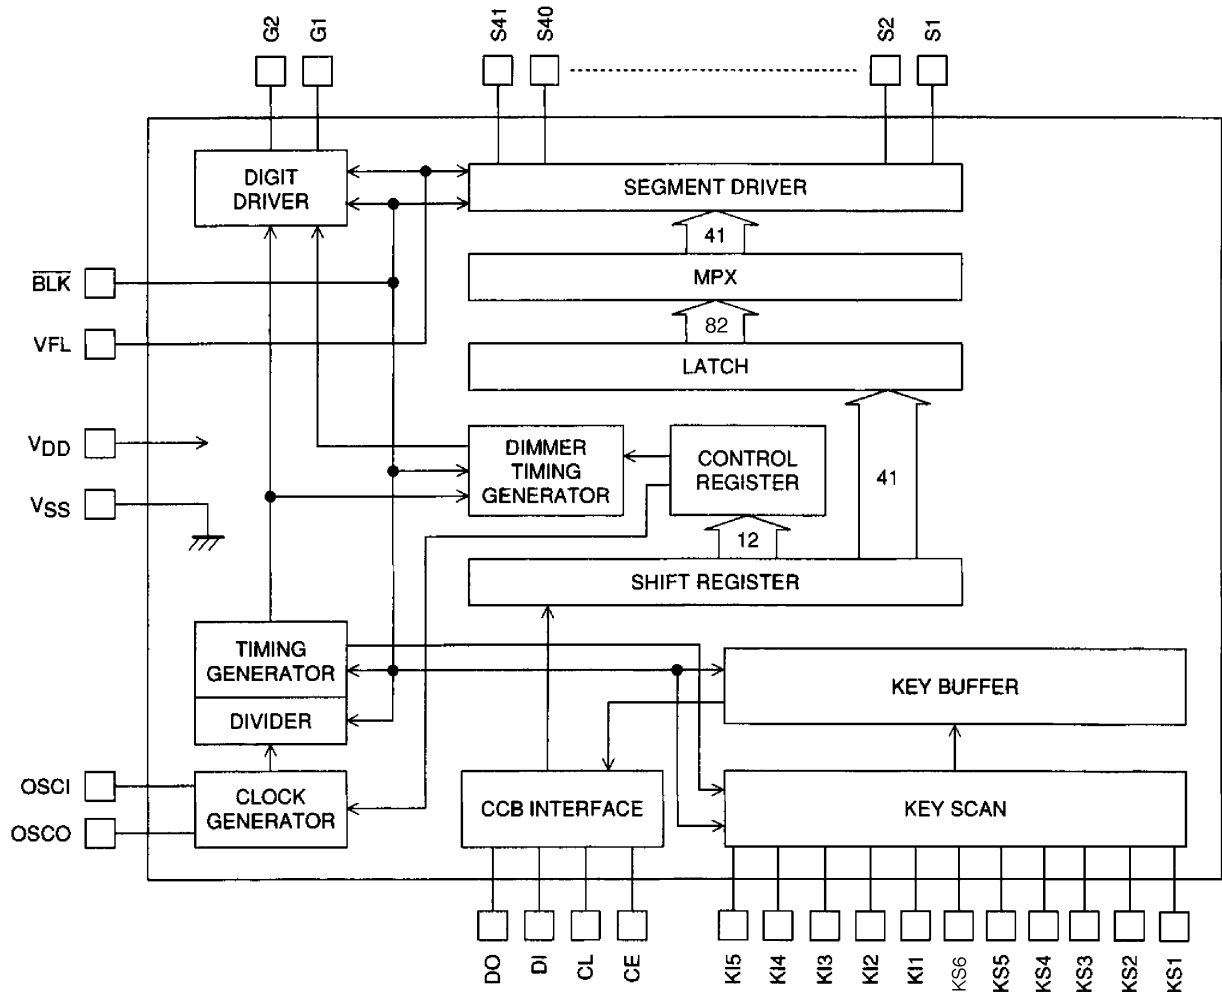 G2 G1 S41 S40 S2 S1
DIGIT
DRIVER
SEGMENT DRIVER
41
BLK
MPX
82
VFL
LATCH
VDD
DIMMER
TIMING
GENERATOR
CONTROL
REGISTER
41
VSS
12
SHIFT REGISTER
TIMING
GENERATOR
KEY BUFFER
DIVIDER
OSCI
CLOCK
GENERATOR
CCB INTERFACE
KEY SCAN
OSCO
DO DI CL CE KI5 KI4 KI3 KI2 KI1 KS6 KS5 KS4 KS3 KS2 KS1